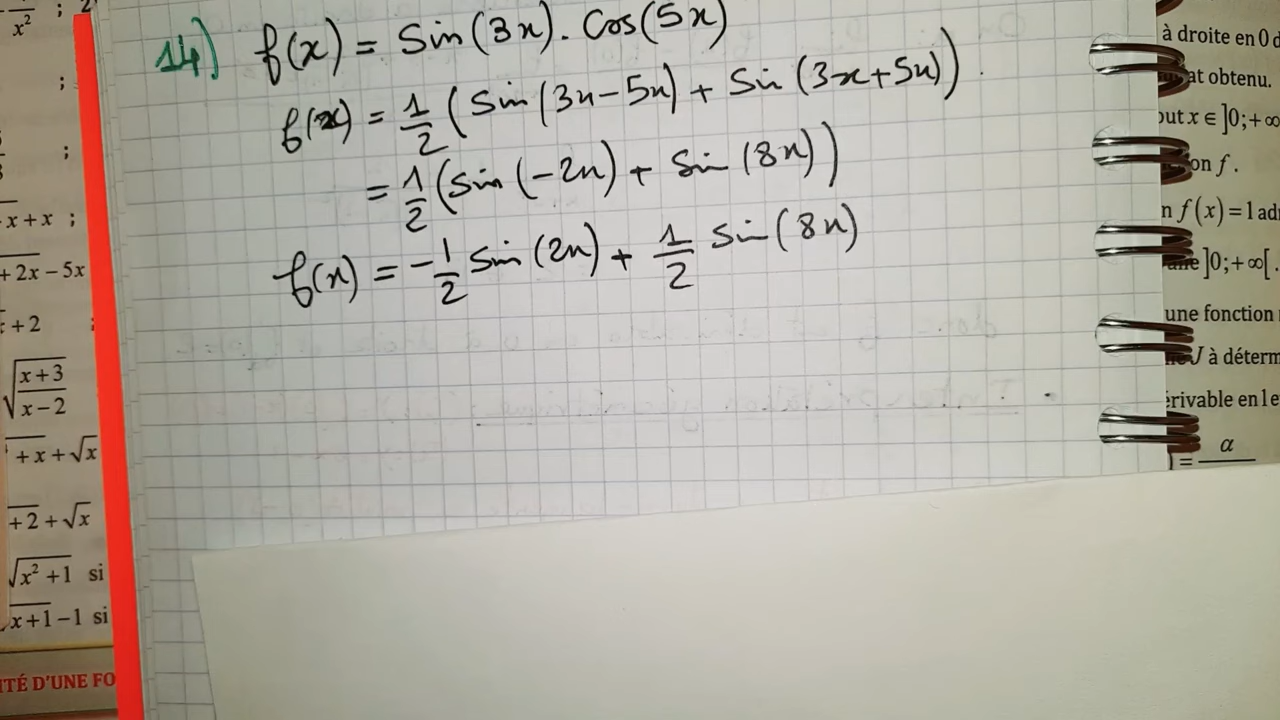 x² ; 2
;
;
x + x ;
+2x − 5x
+ 2 ;
√(x+3 / x−2)
+x + √x
+2 + √x
√(x² + 1) si
x+1 − 1 si
ITÉ D'UNE FO
14) f(x) = Sin(3x) . Cos(5x)
f(x) = 1/2 ( Sin(3x−5x) + Sin (3x+5x) ) .
= 1/2 (Sin (−2x) + Sin (8x))
f(x) = −1/2 Sin (2x) + 1/2 Sin (8x)
à droite en 0 d
at obtenu.
out x ∈ ]0;+∞
on f .
n f(x) = 1 ad
]0;+∞[ .
une fonction
J à déterm
érivable en 1 e
) = α